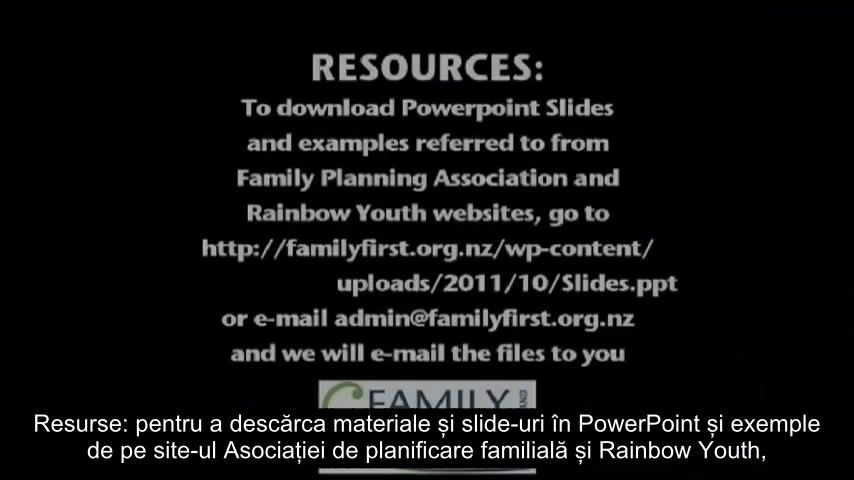 RESOURCES:
To download Powerpoint Slides
and examples referred to from
Family Planning Association and
Rainbow Youth websites, go to
http://familyfirst.org.nz/wp-content/
uploads/2011/10/Slides.ppt
or e-mail admin@familyfirst.org.nz
and we will e-mail the files to you
FAMILY
Resurse: pentru a descărca materiale și slide-uri în PowerPoint și exemple
de pe site-ul Asociației de planificare familială și Rainbow Youth,